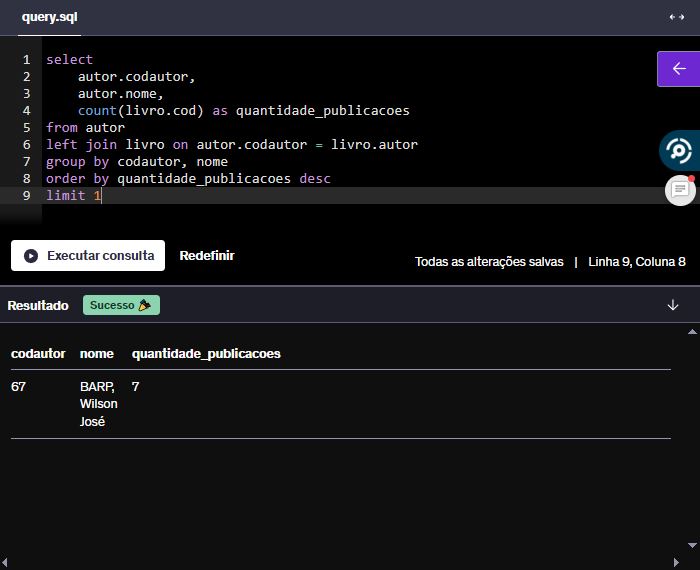 query.sql
1 select
2     autor.codautor,
3     autor.nome,
4     count(livro.cod) as quantidade_publicacoes
5 from autor
6 left join livro on autor.codautor = livro.autor
7 group by codautor, nome
8 order by quantidade_publicacoes desc
9 limit 1
Executar consulta Redefinir Todas as alterações salvas | Linha 9, Coluna 8
Resultado Sucesso
codautor nome quantidade_publicacoes
67 BARP, 7
Wilson
José